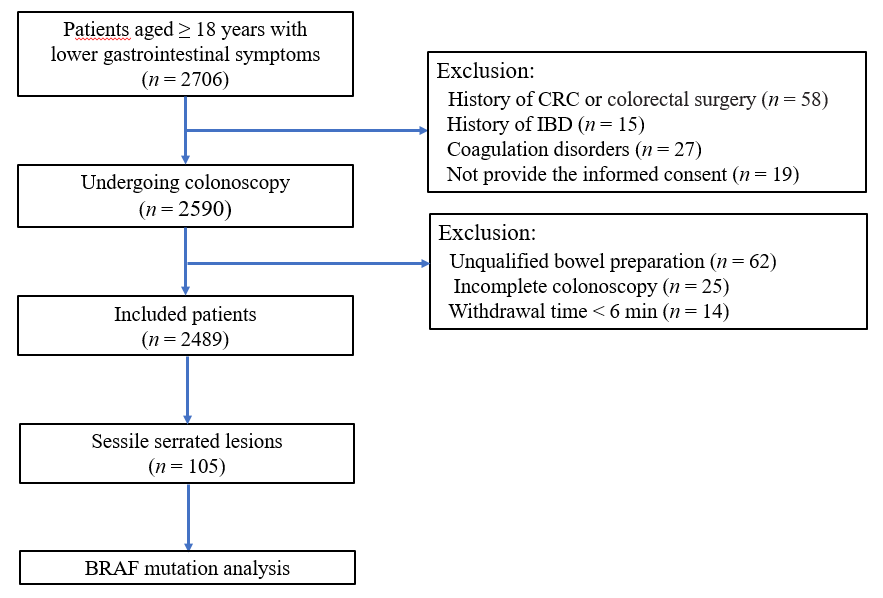 Patients aged ≥ 18 years with
lower gastrointestinal symptoms
(n = 2706)
Exclusion:
History of CRC or colorectal surgery (n = 58)
History of IBD (n = 15)
Coagulation disorders (n = 27)
Not provide the informed consent (n = 19)
Undergoing colonoscopy
(n = 2590)
Exclusion:
Unqualified bowel preparation (n = 62)
Incomplete colonoscopy (n = 25)
Withdrawal time < 6 min (n = 14)
Included patients
(n = 2489)
Sessile serrated lesions
(n = 105)
BRAF mutation analysis